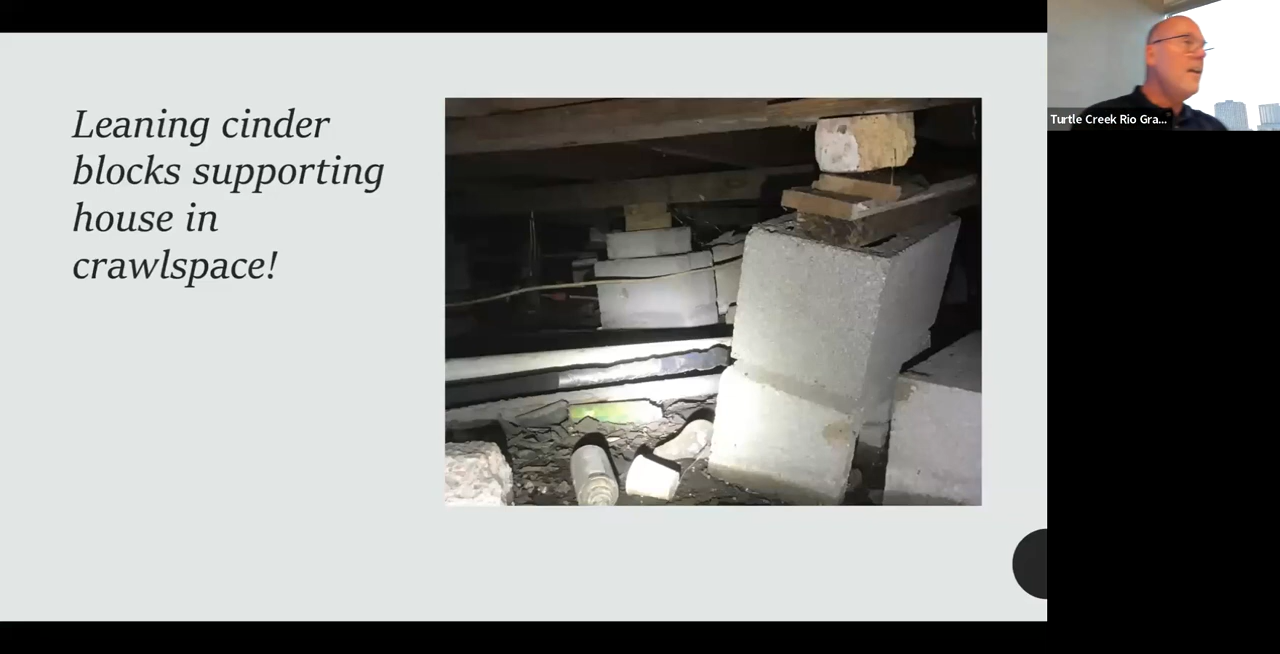 Leaning cinder
blocks supporting
house in
crawlspace!
Turtle Creek Rio Gra...